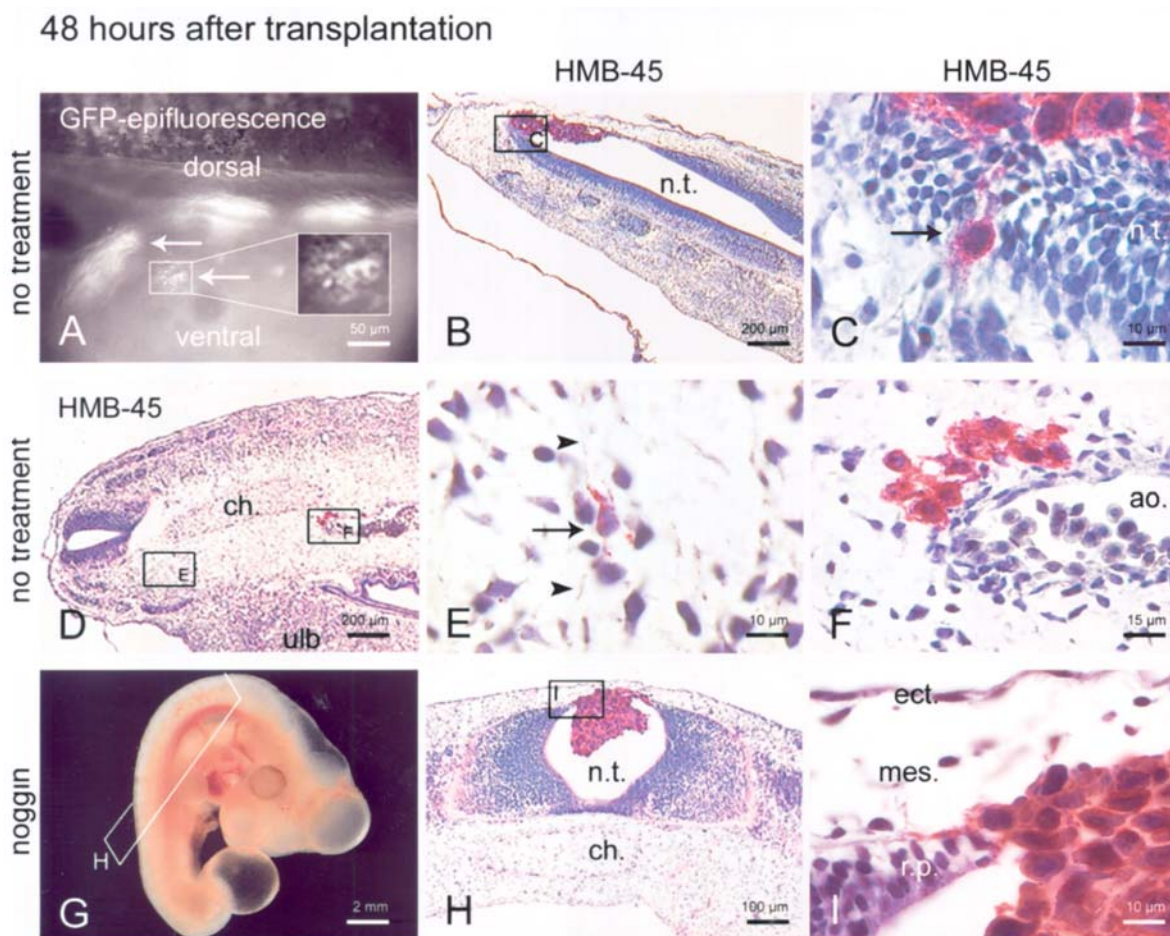 48 hours after transplantation
HMB-45
HMB-45
no treatment
GFP-epifluorescence
dorsal
ventral
50 µm
A
C
n.t.
200 µm
B
n.t.
10 µm
C
no treatment
HMB-45
ch.
E
F
ulb
200 µm
D
10 µm
E
ao.
15 µm
F
noggin
H
2 mm
G
I
n.t.
ch.
100 µm
H
ect.
mes.
r.p.
10 µm
I